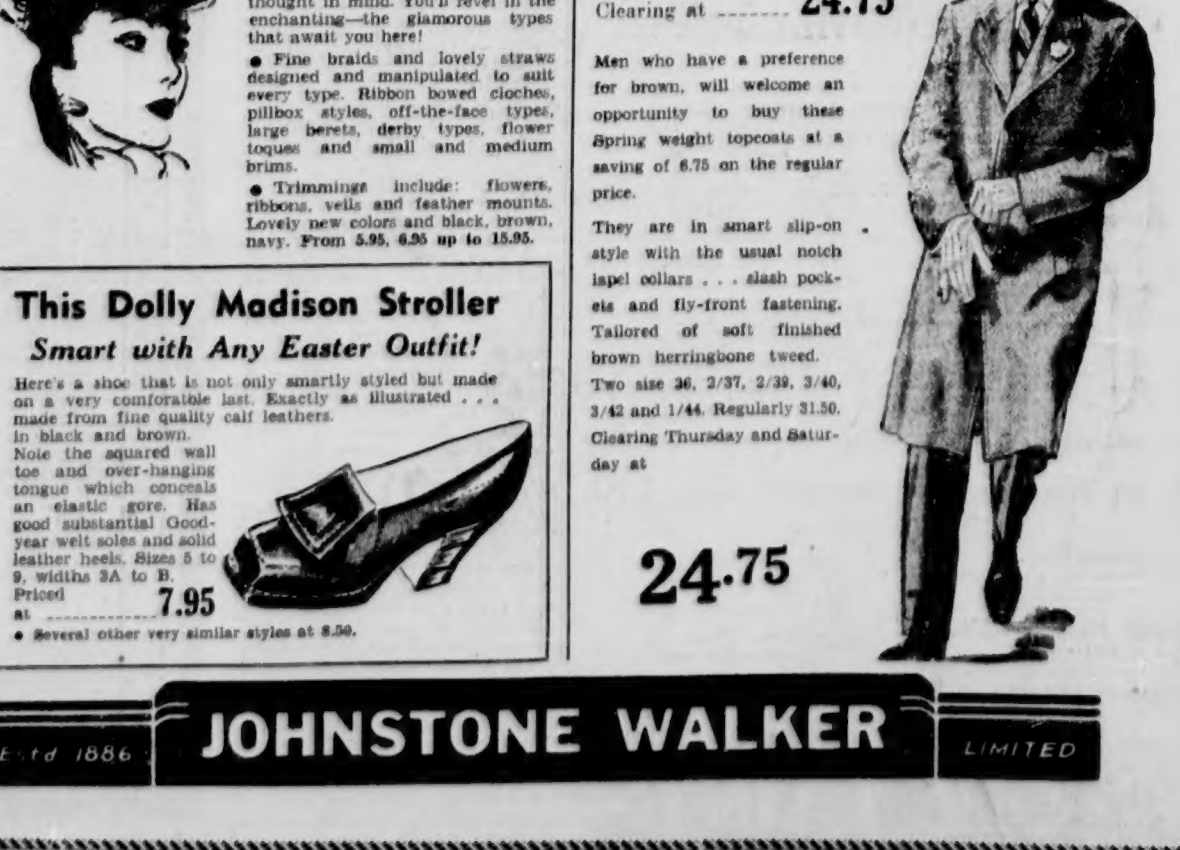 thought in mind. You'll revel in the
enchanting—the glamorous types
that await you here!
● Fine braids and lovely straws
designed and manipulated to suit
every type. Ribbon bowed cloches,
pillbox styles, off-the-face types,
large berets, derby types, flower
toques and small and medium
brims.
● Trimmings include: flowers,
ribbons, veils and feather mounts.
Lovely new colors and black, brown,
navy. From 5.95, 6.95 up to 15.95.
This Dolly Madison Stroller
Smart with Any Easter Outfit!
Here's a shoe that is not only smartly styled but made
on a very comfortable last. Exactly as illustrated . . .
made from fine quality calf leathers.
In black and brown.
Note the squared wall
toe and over-hanging
tongue which conceals
an elastic gore. Has
good substantial Good-
year welt soles and solid
leather heels. Sizes 5 to
9, widths 3A to B.
Priced
at .............. 7.95
● Several other very similar styles at 8.50.
Clearing at ....... 24.75
Men who have a preference
for brown, will welcome an
opportunity to buy these
Spring weight topcoats at a
saving of 6.75 on the regular
price.
They are in smart slip-on
style with the usual notch
lapel collars . . . slash pock-
ets and fly-front fastening.
Tailored of soft finished
brown herringbone tweed.
Two size 36, 2/37, 2/39, 3/40,
3/42 and 1/44. Regularly 31.50.
Clearing Thursday and Satur-
day at
24.75
Estd 1886
JOHNSTONE WALKER
LIMITED